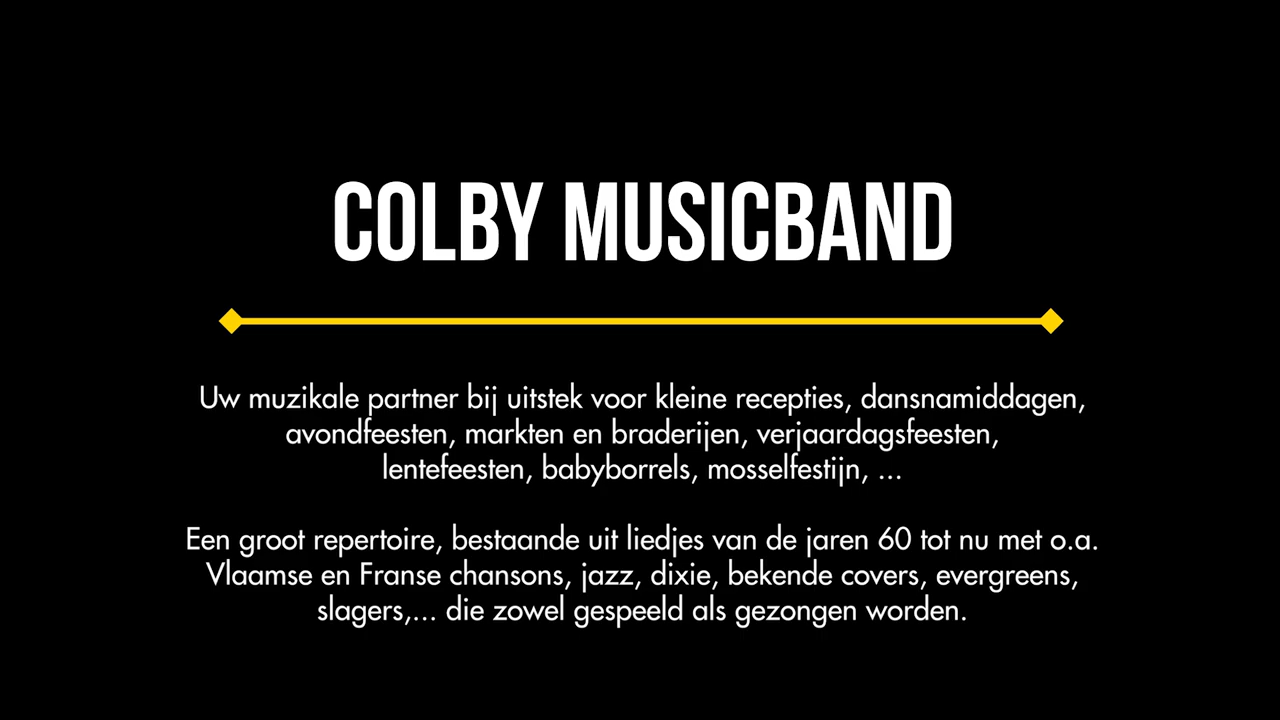 COLBY MUSICBAND
Uw muzikale partner bij uitstek voor kleine recepties, dansnamiddagen,
avondfeesten, markten en braderijen, verjaardagsfeesten,
lentefeesten, babyborrels, mosselfestijn, ...
Een groot repertoire, bestaande uit liedjes van de jaren 60 tot nu met o.a.
Vlaamse en Franse chansons, jazz, dixie, bekende covers, evergreens,
slagers,... die zowel gespeeld als gezongen worden.